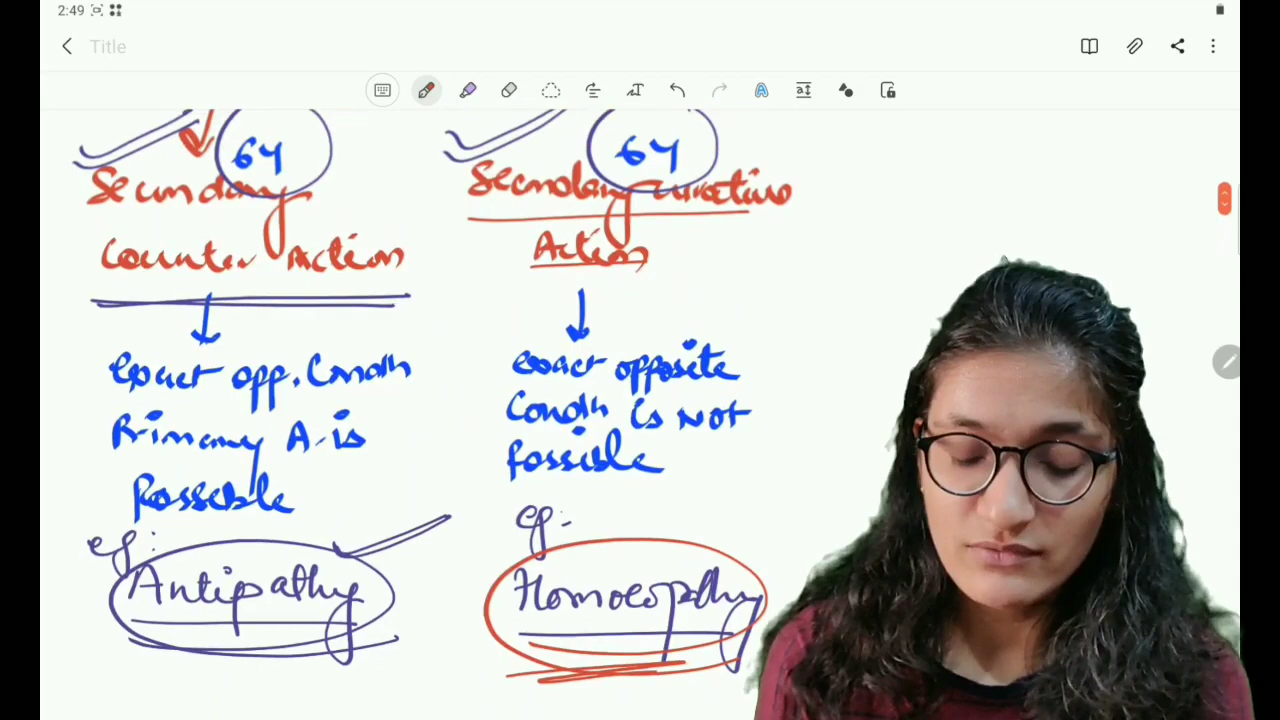 2:49
Title
64
Secondary
Counter Action
Exact opp. Condn
Primary A. is
Possible
eg:
Antipathy
64
Secondary curative
Action
exact opposite
Condn is NOT
Possible
eg:-
Homoeopathy